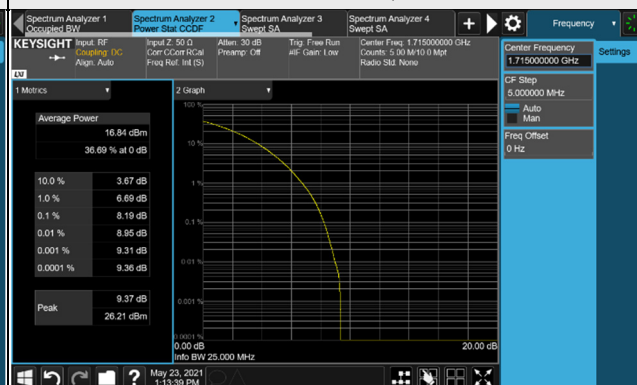 Spectrum Analyzer 1
Occupied BW
Spectrum Analyzer 2
Power Stat CCDF
Spectrum Analyzer 3
Swept SA
Spectrum Analyzer 4
Swept SA
Frequency
KEYSIGHT
Input: RF
Coupling: DC
Align: Auto
Input Z: 50 Ω
Corr CCorr RCal
Freq Ref: Int (S)
Atten: 30 dB
Preamp: Off
Trig: Free Run
#IF Gain: Low
Center Freq: 1.715000000 GHz
Counts: 5.00 M/10.0 Mpt
Radio Std: None
LXI
Center Frequency
1.715000000 GHz
Settings
CF Step
5.000000 MHz
Auto
Man
Freq Offset
0 Hz
1 Metrics
Average Power
16.84 dBm
36.69 % at 0 dB
10.0 % 3.67 dB
1.0 % 6.69 dB
0.1 % 8.19 dB
0.01 % 8.95 dB
0.001 % 9.31 dB
0.0001 % 9.36 dB
Peak
9.37 dB
26.21 dBm
2 Graph
100 %
10 %
1 %
0.1 %
0.01 %
0.001 %
0.0001 %
0.00 dB
20.00 dB
Info BW 25.000 MHz
May 23, 2021
1:13:39 PM